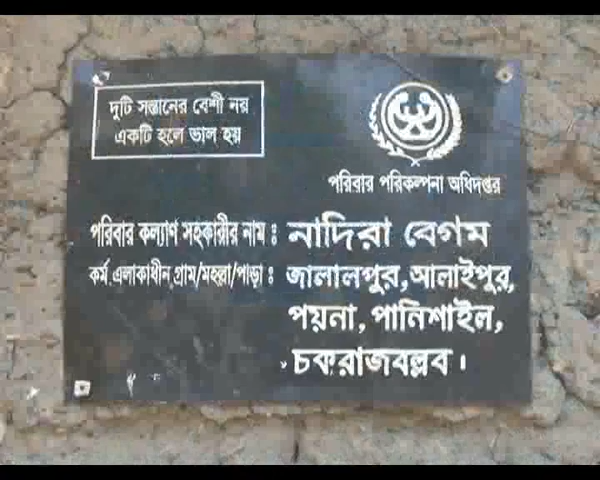 দুটি সন্তানের বেশী নয়
একটি হলে ভাল হয়
পরিবার পরিকল্পনা অধিদপ্তর
পরিবার কল্যাণ সহকারীর নাম : নাদিরা বেগম
কর্ম এলাকাধীন গ্রাম/মহল্লা/পাড়া : জালালপুর, আলাইপুর,
পয়না, পানিশাইল,
চকরাজবল্লব ।